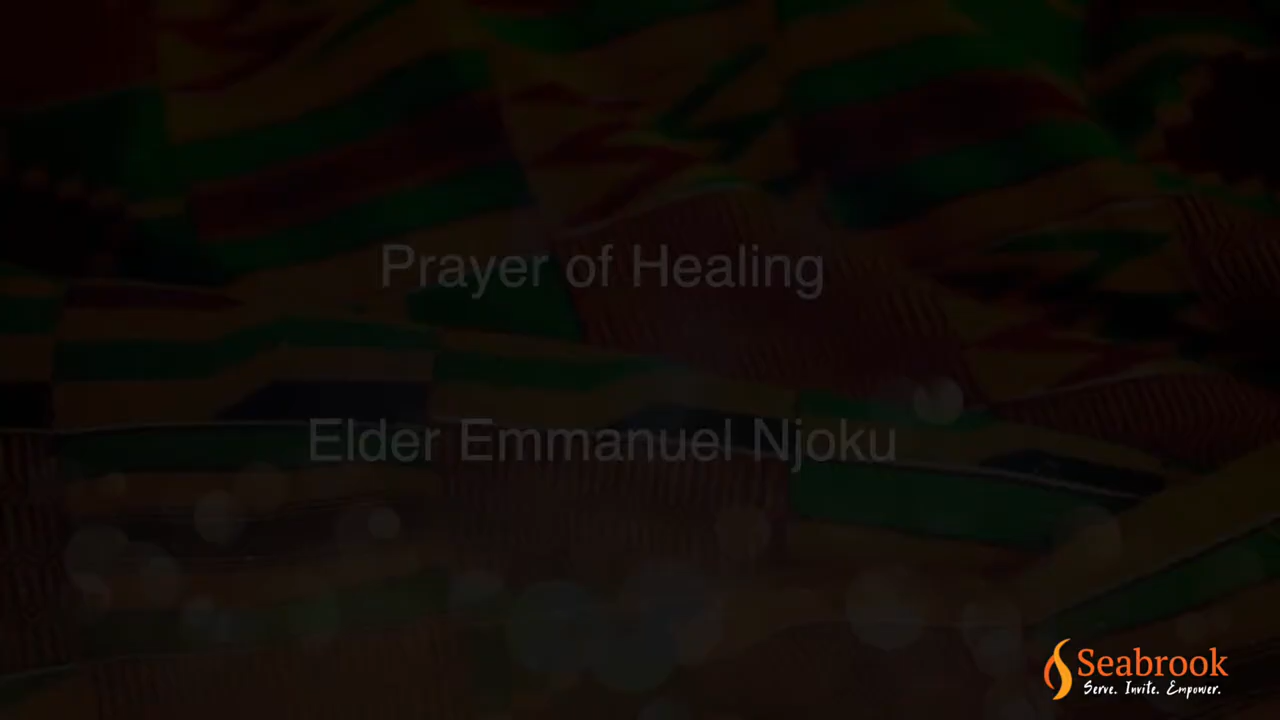 Prayer of Healing
Elder Emmanuel Njoku
Seabrook
Serve. Invite. Empower.